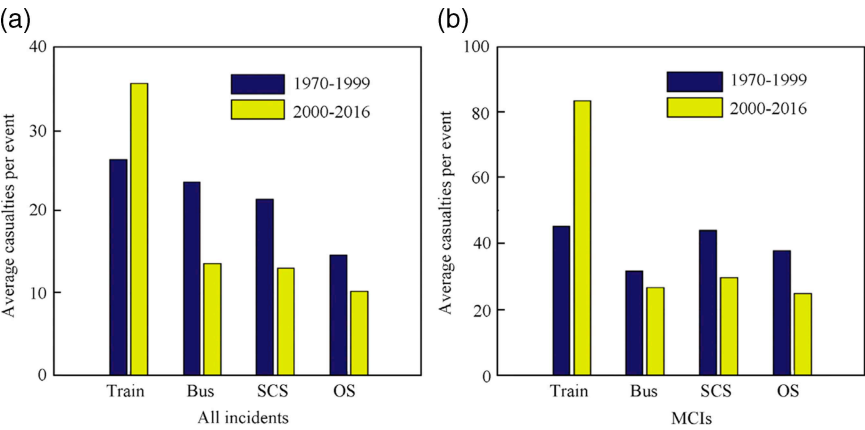 (a)
Average casualties per event
40
30
20
10
0
1970-1999
2000-2016
Train Bus SCS OS
All incidents
(b)
Average casualties per event
100
80
60
40
20
0
1970-1999
2000-2016
Train Bus SCS OS
MCIs